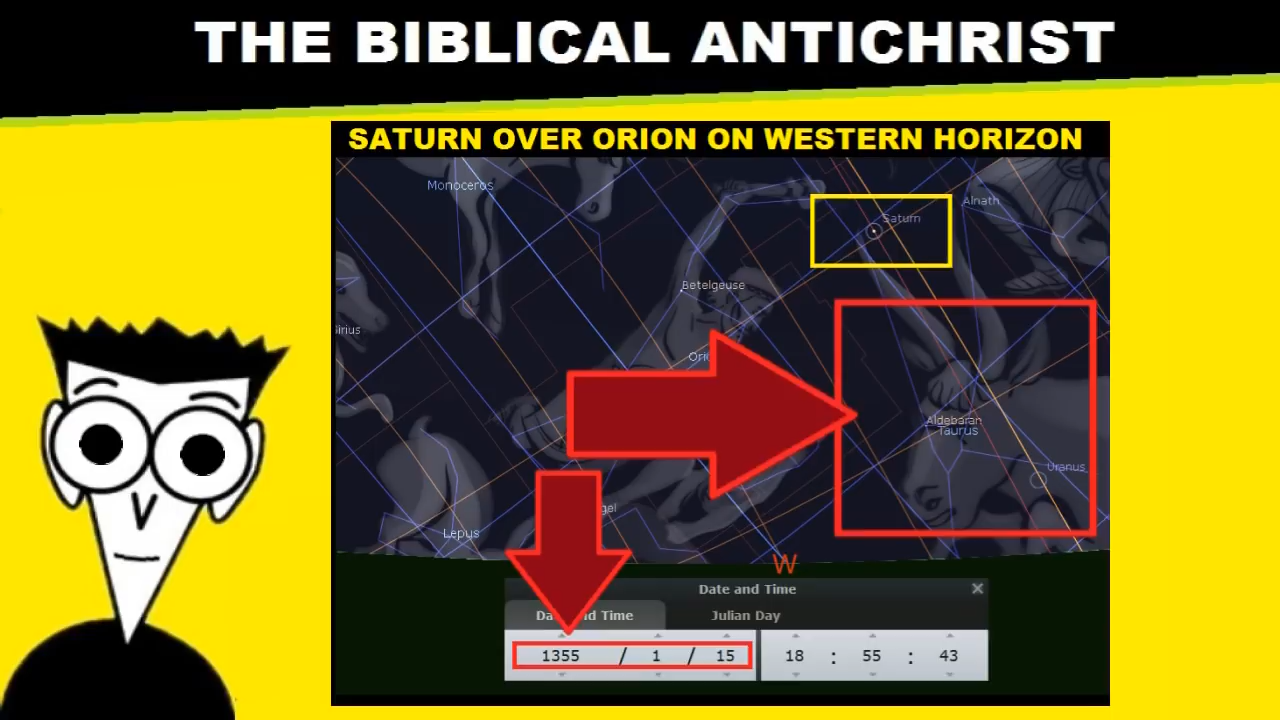 THE BIBLICAL ANTICHRIST
SATURN OVER ORION ON WESTERN HORIZON
Monoceros
Alnath
Saturn
Betelgeuse
irius
Aldebaran
Taurus
Uranus
gel
Lepus
W
Date and Time
Julian Day
1355 / 1 / 15
18 : 55 : 43